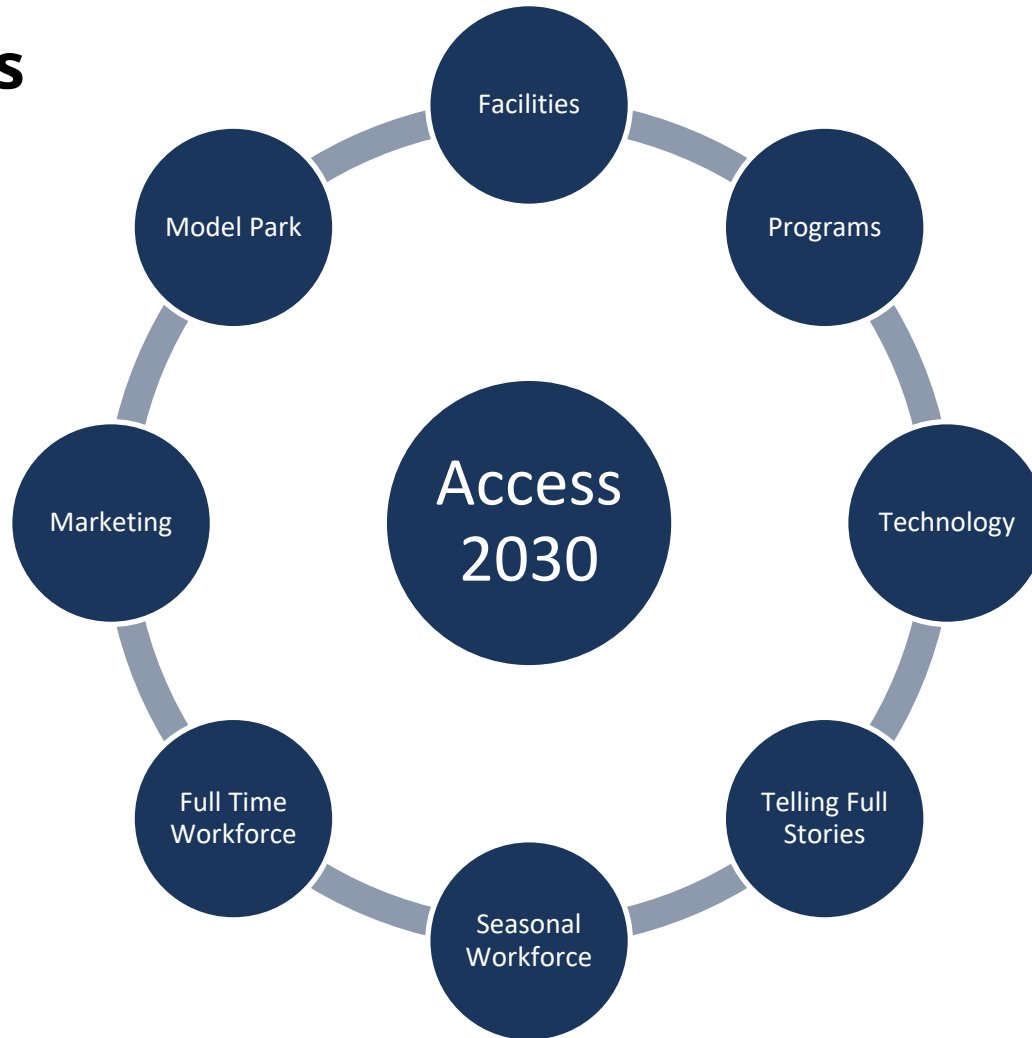 s
Facilities
Programs
Technology
Telling Full
Stories
Seasonal
Workforce
Full Time
Workforce
Marketing
Model Park
Access
2030